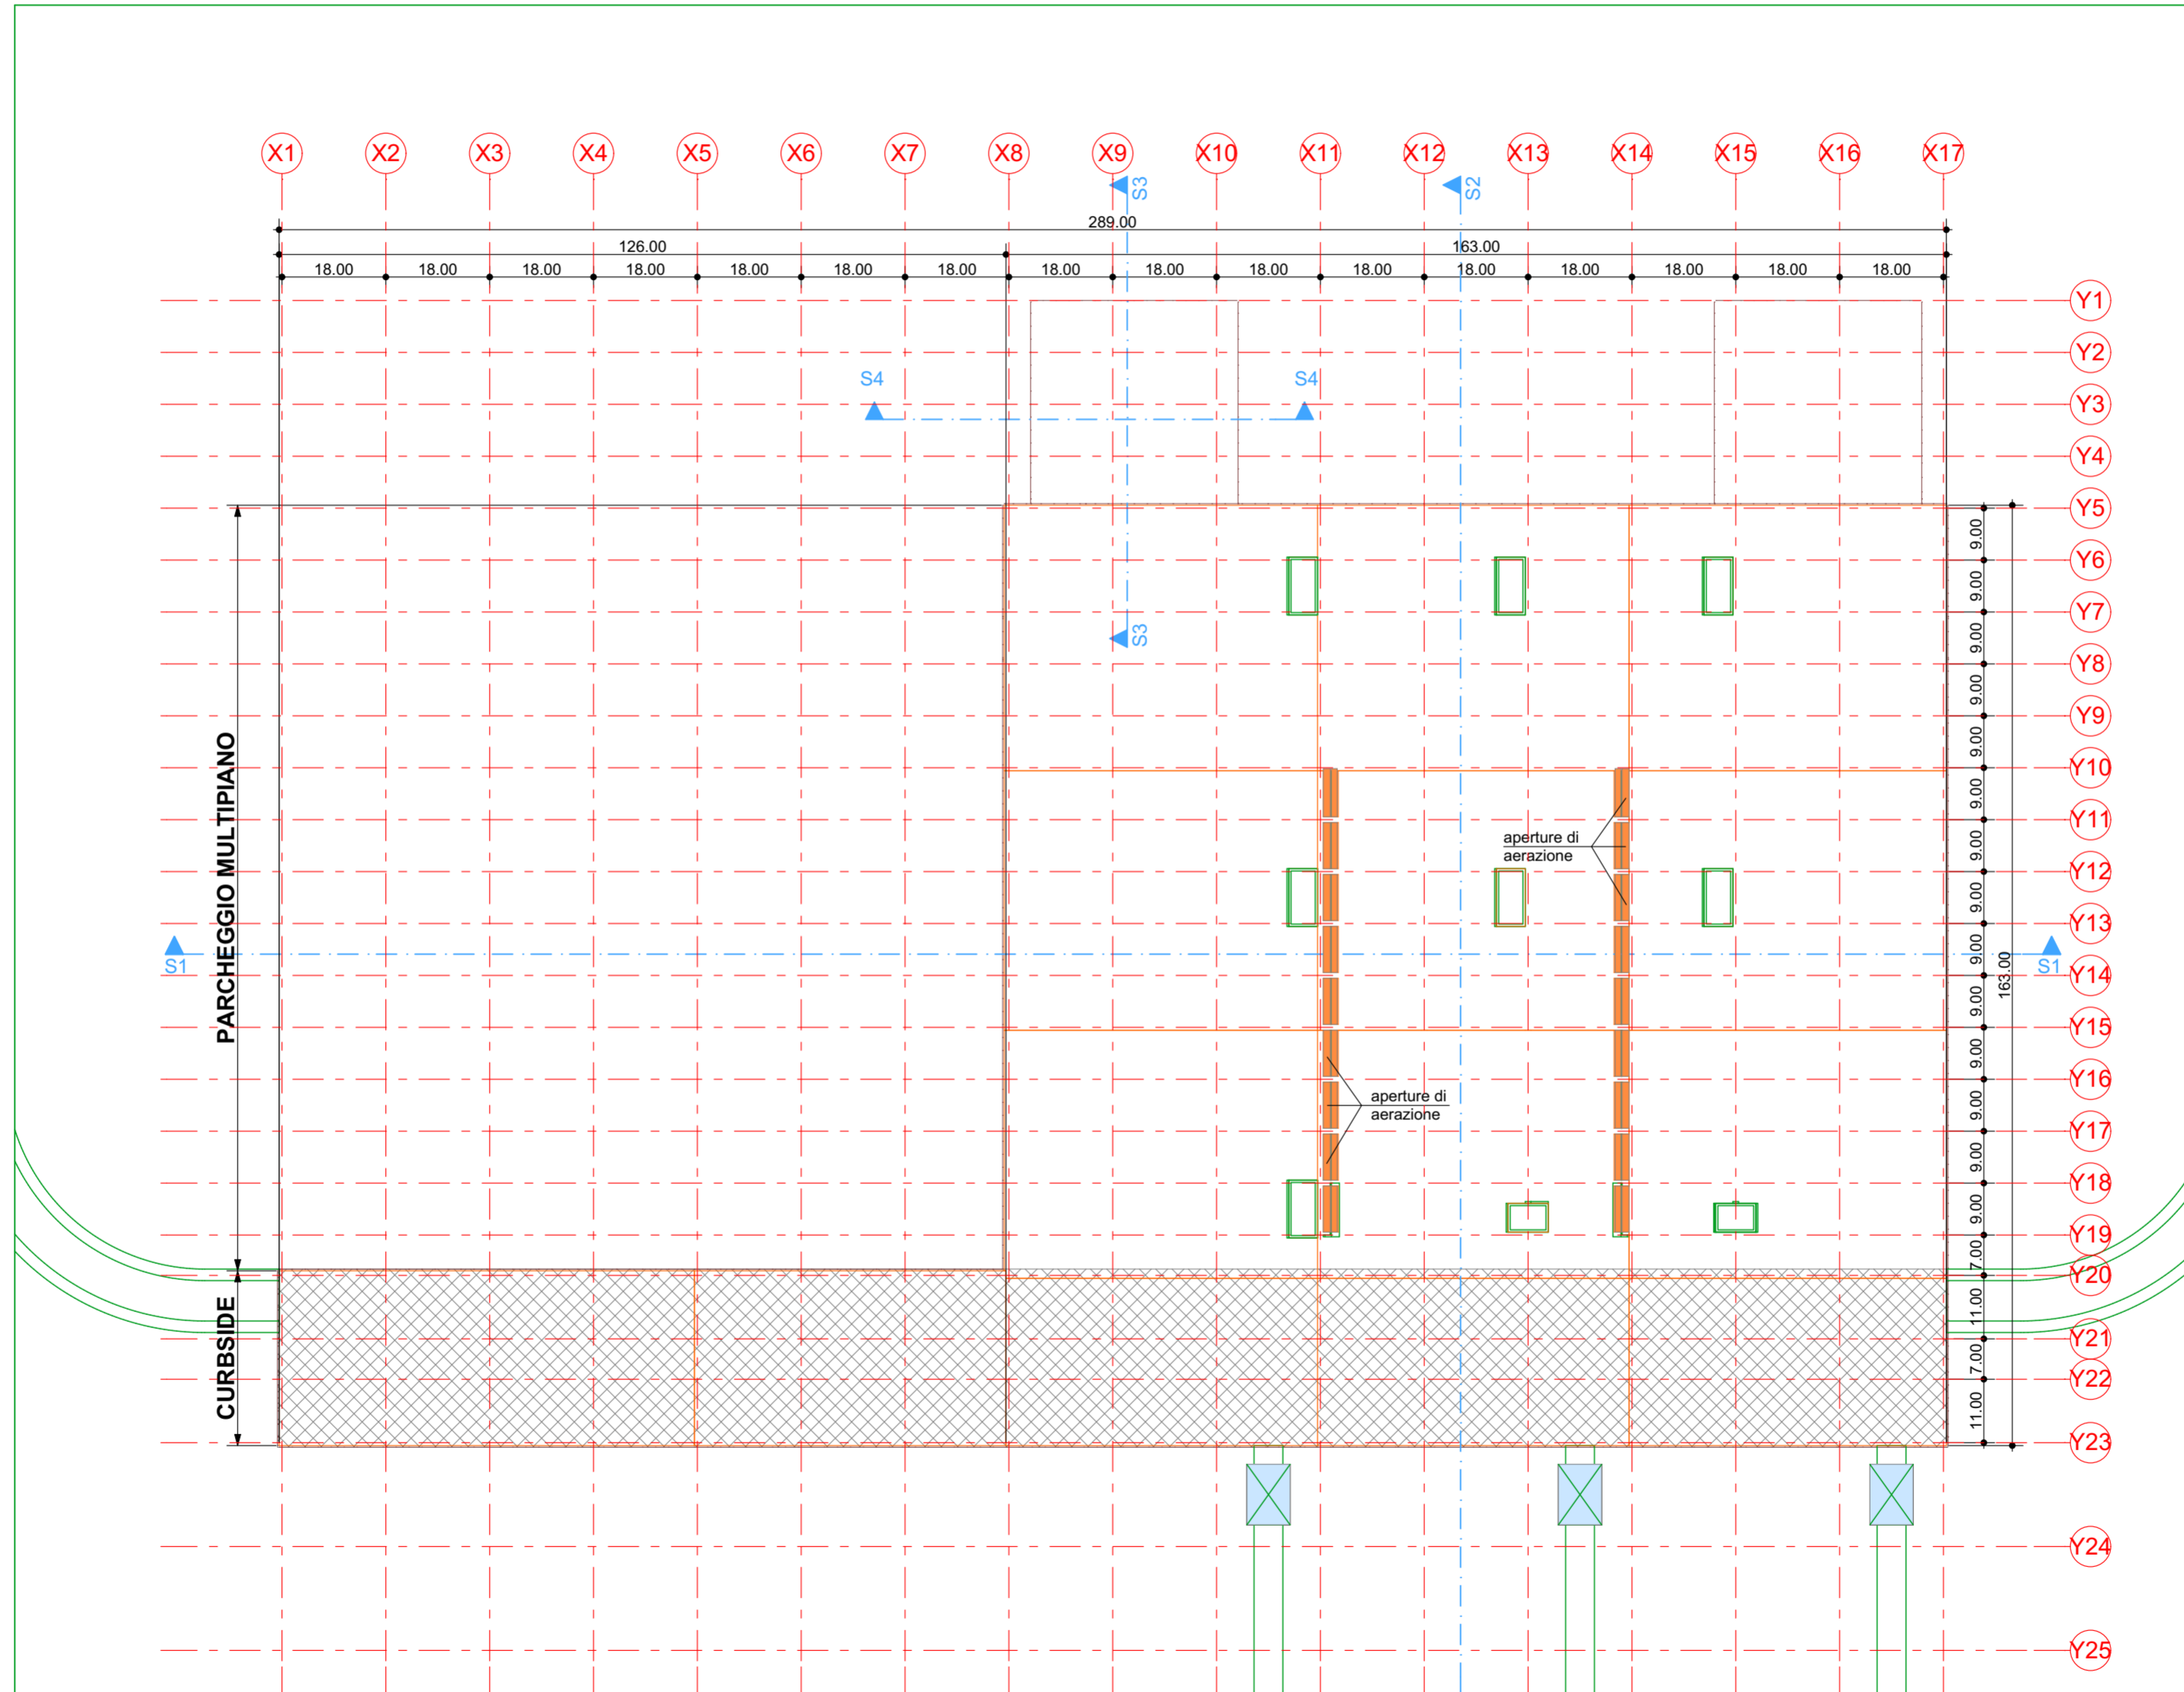 X1 X2 X3 X4 X5 X6 X7 X8 X9 X10 X11 X12 X13 X14 X15 X16 X17
S3 S2
289.00
126.00 163.00
18.00 18.00 18.00 18.00 18.00 18.00 18.00 18.00 18.00 18.00 18.00 18.00 18.00 18.00 18.00 18.00
Y1
Y2
S4 S4
Y3
Y4
Y5
9.00
Y6
9.00
Y7
S3
9.00
Y8
9.00
Y9
9.00
PARCHEGGIO MULTIPIANO
Y10
9.00
Y11
aperture di
aerazione
9.00
Y12
9.00
Y13
9.00
S1 S1
163.00
Y14
9.00
Y15
9.00
Y16
aperture di
aerazione
9.00
Y17
9.00
Y18
9.00
Y19
7.00
Y20
11.00
CURBSIDE
Y21
7.00
Y22
11.00
Y23
Y24
Y25